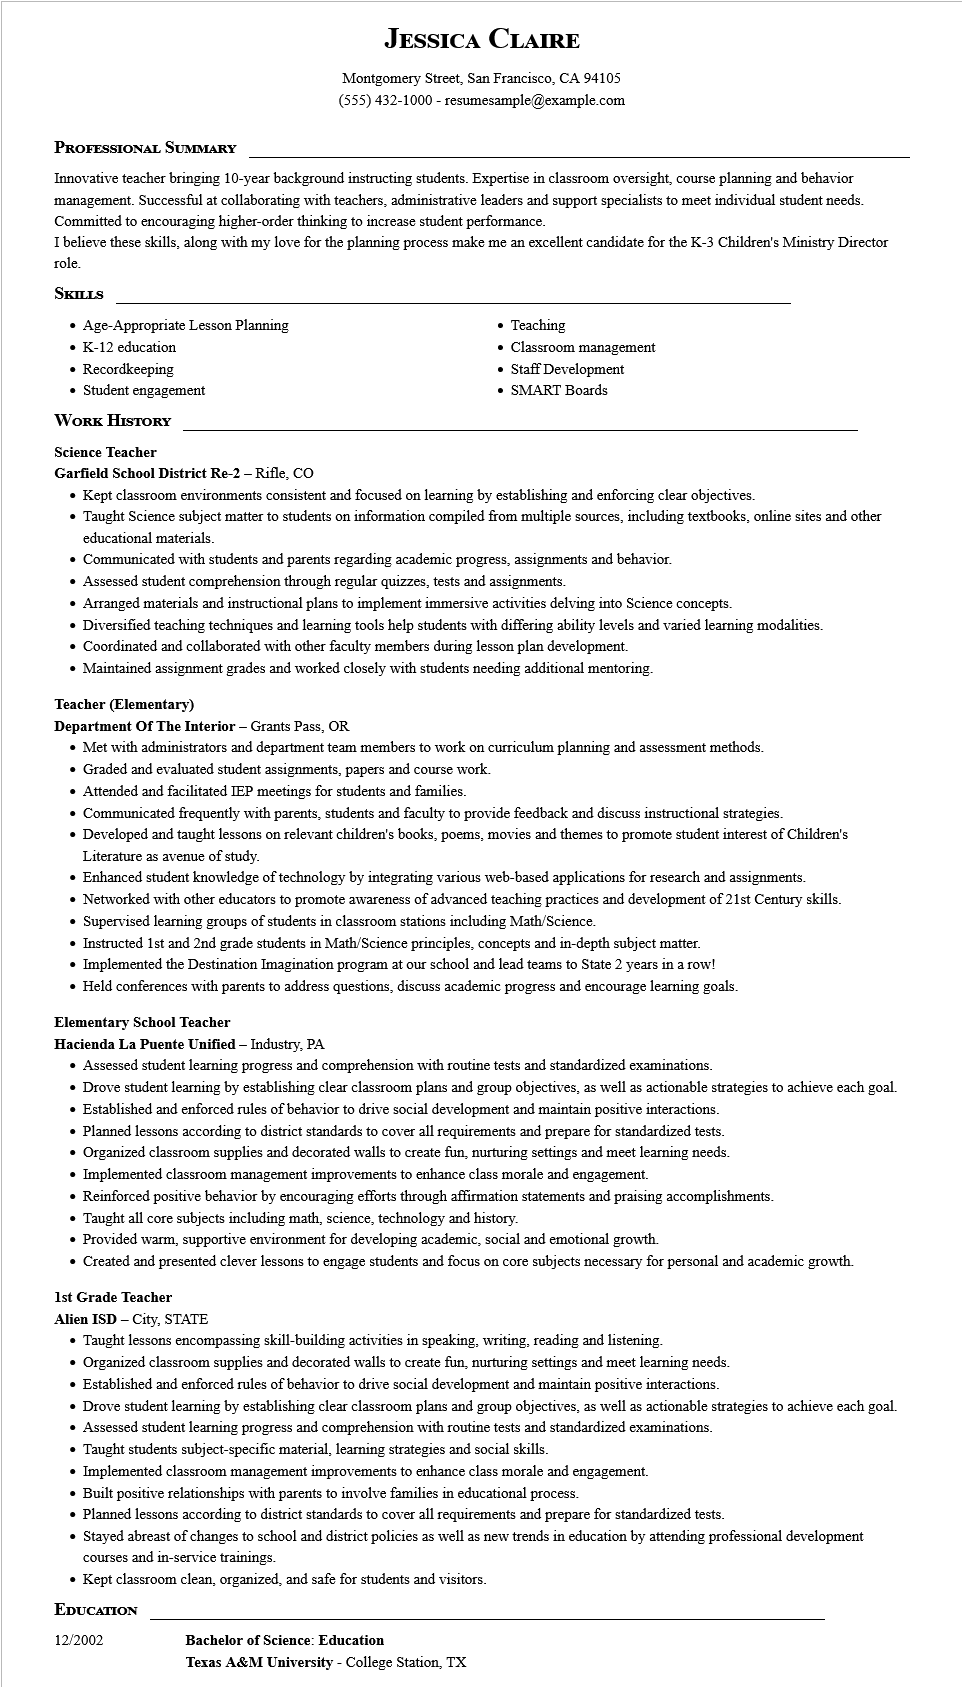 Jessica Claire
Montgomery Street, San Francisco, CA 94105
(555) 432-1000 - resumesample@example.com
Professional Summary
Innovative teacher bringing 10-year background instructing students. Expertise in classroom oversight, course planning and behavior
management. Successful at collaborating with teachers, administrative leaders and support specialists to meet individual student needs.
Committed to encouraging higher-order thinking to increase student performance.
I believe these skills, along with my love for the planning process make me an excellent candidate for the K-3 Children's Ministry Director
role.
Skills
• Age-Appropriate Lesson Planning
• K-12 education
• Recordkeeping
• Student engagement
• Teaching
• Classroom management
• Staff Development
• SMART Boards
Work History
Science Teacher
Garfield School District Re-2 – Rifle, CO
• Kept classroom environments consistent and focused on learning by establishing and enforcing clear objectives.
• Taught Science subject matter to students on information compiled from multiple sources, including textbooks, online sites and other
educational materials.
• Communicated with students and parents regarding academic progress, assignments and behavior.
• Assessed student comprehension through regular quizzes, tests and assignments.
• Arranged materials and instructional plans to implement immersive activities delving into Science concepts.
• Diversified teaching techniques and learning tools help students with differing ability levels and varied learning modalities.
• Coordinated and collaborated with other faculty members during lesson plan development.
• Maintained assignment grades and worked closely with students needing additional mentoring.
Teacher (Elementary)
Department Of The Interior – Grants Pass, OR
• Met with administrators and department team members to work on curriculum planning and assessment methods.
• Graded and evaluated student assignments, papers and course work.
• Attended and facilitated IEP meetings for students and families.
• Communicated frequently with parents, students and faculty to provide feedback and discuss instructional strategies.
• Developed and taught lessons on relevant children's books, poems, movies and themes to promote student interest of Children's
Literature as avenue of study.
• Enhanced student knowledge of technology by integrating various web-based applications for research and assignments.
• Networked with other educators to promote awareness of advanced teaching practices and development of 21st Century skills.
• Supervised learning groups of students in classroom stations including Math/Science.
• Instructed 1st and 2nd grade students in Math/Science principles, concepts and in-depth subject matter.
• Implemented the Destination Imagination program at our school and lead teams to State 2 years in a row!
• Held conferences with parents to address questions, discuss academic progress and encourage learning goals.
Elementary School Teacher
Hacienda La Puente Unified – Industry, PA
• Assessed student learning progress and comprehension with routine tests and standardized examinations.
• Drove student learning by establishing clear classroom plans and group objectives, as well as actionable strategies to achieve each goal.
• Established and enforced rules of behavior to drive social development and maintain positive interactions.
• Planned lessons according to district standards to cover all requirements and prepare for standardized tests.
• Organized classroom supplies and decorated walls to create fun, nurturing settings and meet learning needs.
• Implemented classroom management improvements to enhance class morale and engagement.
• Reinforced positive behavior by encouraging efforts through affirmation statements and praising accomplishments.
• Taught all core subjects including math, science, technology and history.
• Provided warm, supportive environment for developing academic, social and emotional growth.
• Created and presented clever lessons to engage students and focus on core subjects necessary for personal and academic growth.
1st Grade Teacher
Alien ISD – City, STATE
• Taught lessons encompassing skill-building activities in speaking, writing, reading and listening.
• Organized classroom supplies and decorated walls to create fun, nurturing settings and meet learning needs.
• Established and enforced rules of behavior to drive social development and maintain positive interactions.
• Drove student learning by establishing clear classroom plans and group objectives, as well as actionable strategies to achieve each goal.
• Assessed student learning progress and comprehension with routine tests and standardized examinations.
• Taught students subject-specific material, learning strategies and social skills.
• Implemented classroom management improvements to enhance class morale and engagement.
• Built positive relationships with parents to involve families in educational process.
• Planned lessons according to district standards to cover all requirements and prepare for standardized tests.
• Stayed abreast of changes to school and district policies as well as new trends in education by attending professional development
courses and in-service trainings.
• Kept classroom clean, organized, and safe for students and visitors.
Education
12/2002 Bachelor of Science: Education
Texas A&M University - College Station, TX